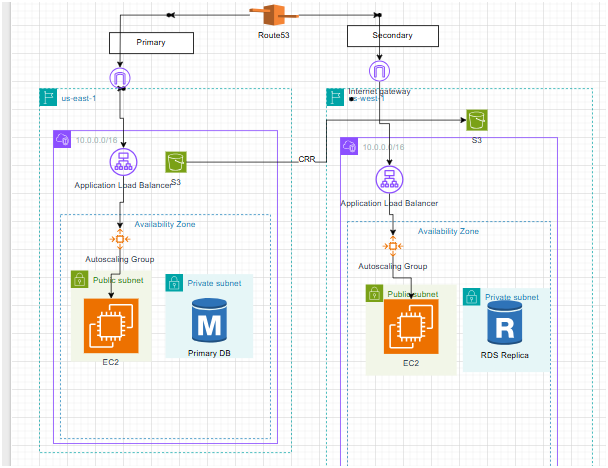 Route53
Primary
Secondary
Internet gateway
us-east-1
us-west-1
10.0.0.0/16
10.0.0.0/16
S3
CRR
S3
Application Load Balancer
Application Load Balancer
Availability Zone
Availability Zone
Autoscaling Group
Autoscaling Group
Public subnet
Private subnet
Public subnet
Private subnet
M
R
EC2
Primary DB
EC2
RDS Replica